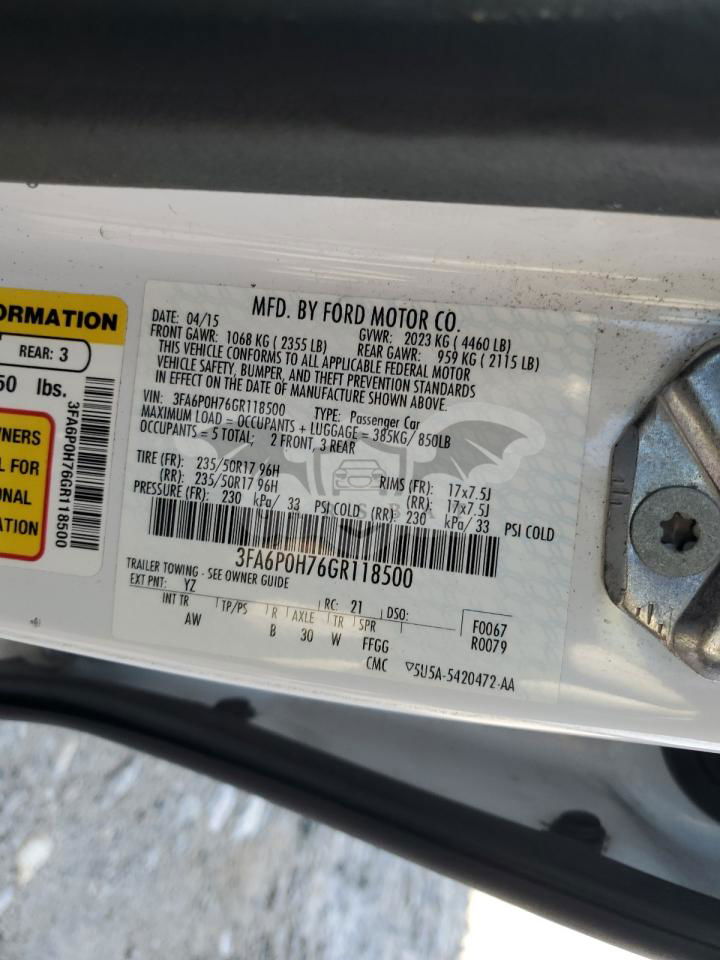 ORMATION
REAR: 3
50 lbs.
WNERS
L FOR
ONAL
ATION
3FA6P0H76GR118500
MFD. BY FORD MOTOR CO.
DATE: 04/15 GVWR: 2023 KG ( 4460 LB)
FRONT GAWR: 1068 KG ( 2355 LB) REAR GAWR: 959 KG ( 2115 LB)
THIS VEHICLE CONFORMS TO ALL APPLICABLE FEDERAL MOTOR
VEHICLE SAFETY, BUMPER, AND THEFT PREVENTION STANDARDS
IN EFFECT ON THE DATE OF MANUFACTURE SHOWN ABOVE.
VIN: 3FA6P0H76GR118500 TYPE: Passenger Car
MAXIMUM LOAD = OCCUPANTS + LUGGAGE = 385KG/ 850LB
OCCUPANTS = 5 TOTAL; 2 FRONT, 3 REAR
TIRE (FR): 235/50R17 96H RIMS (FR): 17x7.5J
(RR): 235/50R17 96H (RR): 17x7.5J
PRESSURE (FR): 230 kPa/ 33 PSI COLD (RR): 230 kPa/ 33 PSI COLD
3FA6P0H76GR118500
TRAILER TOWING - SEE OWNER GUIDE
EXT PNT: YZ RC: 21 DSO: F0067
INT TR TP/PS R AXLE TR SPR R0079
AW B 30 W FFGG
CMC ▽5U5A-5420472-AA